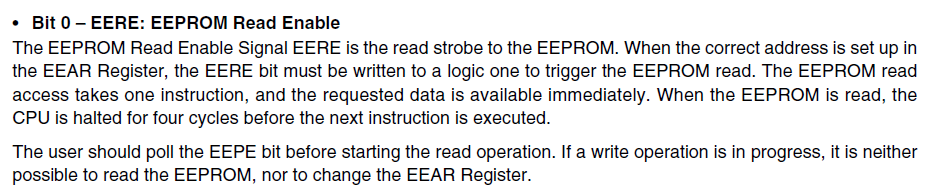 • Bit 0 – EERE: EEPROM Read Enable
The EEPROM Read Enable Signal EERE is the read strobe to the EEPROM. When the correct address is set up in
the EEAR Register, the EERE bit must be written to a logic one to trigger the EEPROM read. The EEPROM read
access takes one instruction, and the requested data is available immediately. When the EEPROM is read, the
CPU is halted for four cycles before the next instruction is executed.
The user should poll the EEPE bit before starting the read operation. If a write operation is in progress, it is neither
possible to read the EEPROM, nor to change the EEAR Register.